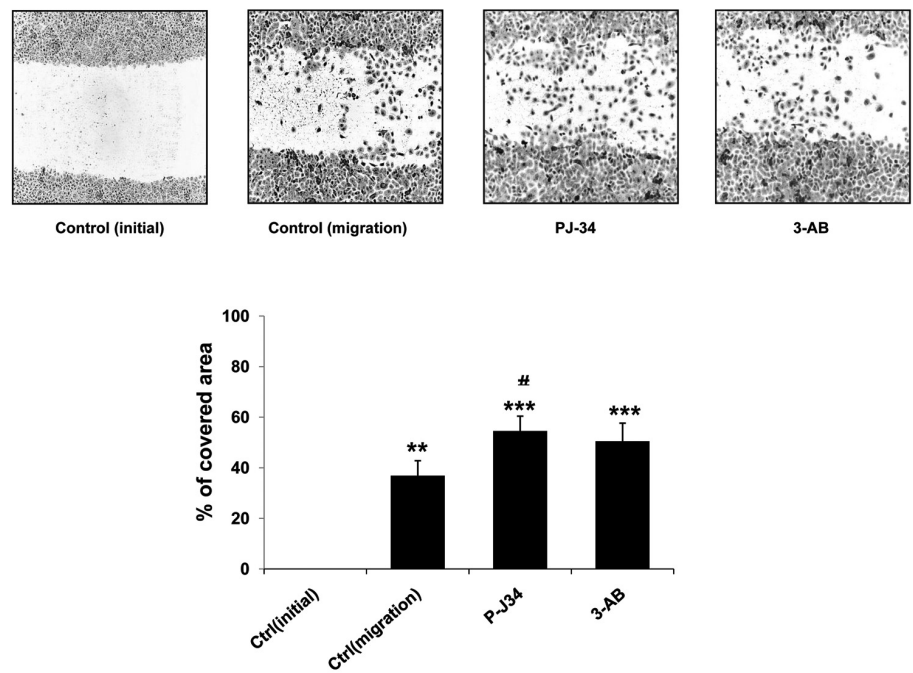 Control (initial)
Control (migration)
PJ-34
3-AB
% of covered area
100
80
60
40
20
0
**
#
***
***
Ctrl(initial)
Ctrl(migration)
P-J34
3-AB